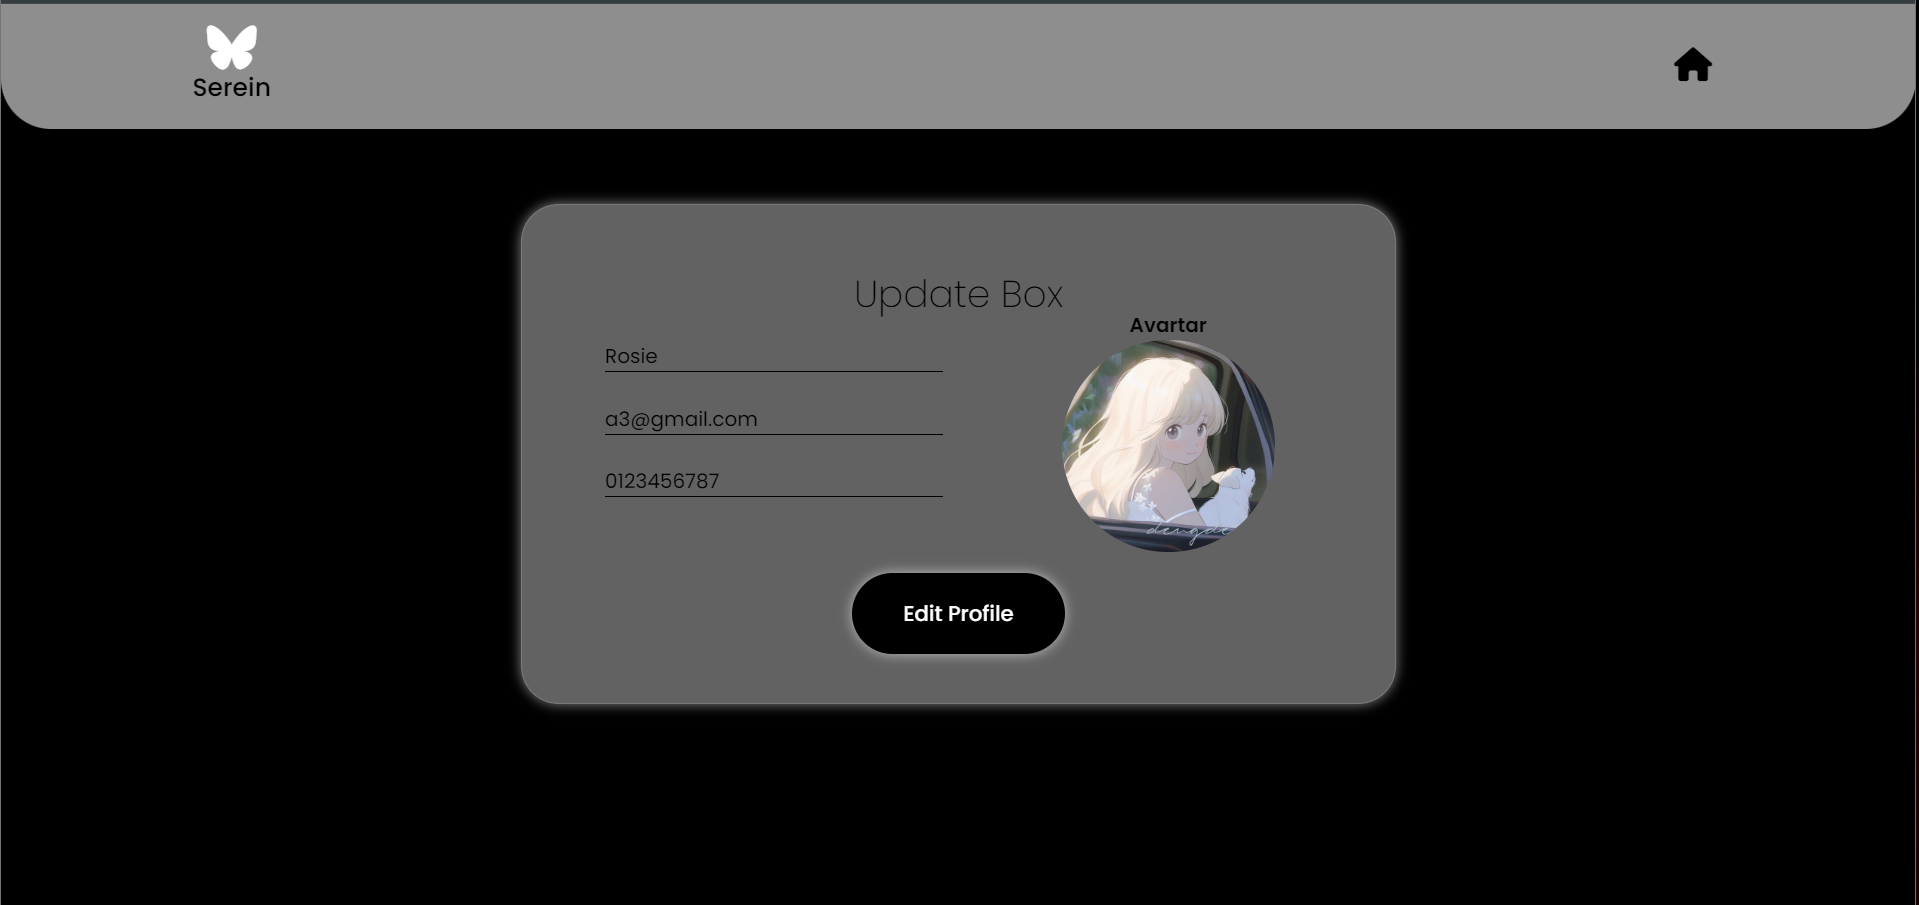 Serein
Update Box
Avartar
Rosie
a3@gmail.com
0123456787
Edit Profile